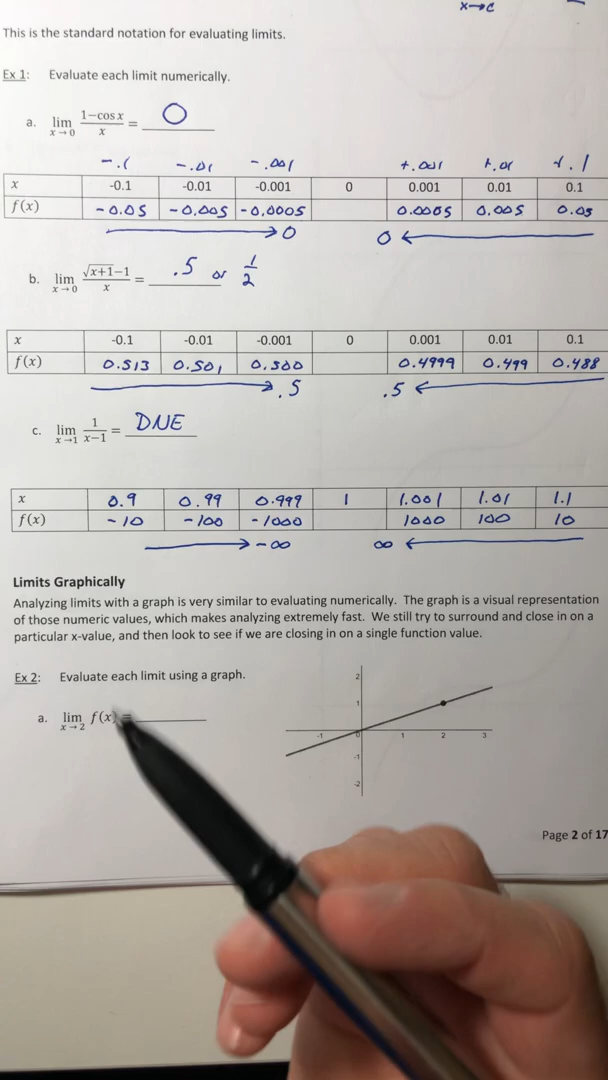 x→c
This is the standard notation for evaluating limits.
Ex 1: Evaluate each limit numerically.
a. lim x→0 (1−cos x)/x = 0
-.1 -.01 -.001 +.001 +.01 +.1
x -0.1 -0.01 -0.001 0 0.001 0.01 0.1
f(x) -0.05 -0.005 -0.0005 0.0005 0.005 0.05
→ 0 0 ←
b. lim x→0 (√(x+1)−1)/x = .5 or 1/2
x -0.1 -0.01 -0.001 0 0.001 0.01 0.1
f(x) 0.513 0.501 0.500 0.4999 0.499 0.488
→ .5 .5 ←
c. lim x→1 1/(x−1) = DNE
x 0.9 0.99 0.999 1 1.001 1.01 1.1
f(x) -10 -100 -1000 1000 100 10
→ -∞ ∞ ←
Limits Graphically
Analyzing limits with a graph is very similar to evaluating numerically. The graph is a visual representation
of those numeric values, which makes analyzing extremely fast. We still try to surround and close in on a
particular x-value, and then look to see if we are closing in on a single function value.
Ex 2: Evaluate each limit using a graph.
a. lim x→2 f(x) =
2
1
-1 0 1 2 3
-1
-2
Page 2 of 17